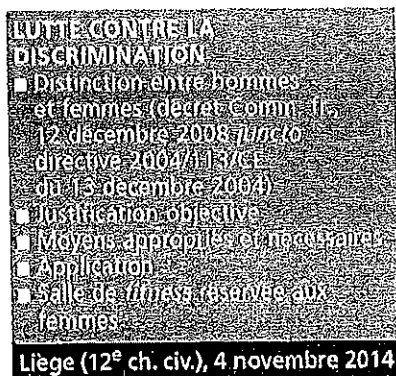 LUTTE CONTRE LA
DISCRIMINATION
■ Distinction entre hommes
et femmes (décret Comm. fr.,
12 décembre 2008 juncto
directive 2004/113/CE
du 13 décembre 2004)
■ Justification objective
■ Moyens appropriés et nécessaires
■ Application
■ Salle de fitness réservée aux
femmes
Liège (12e ch. civ.), 4 novembre 2014